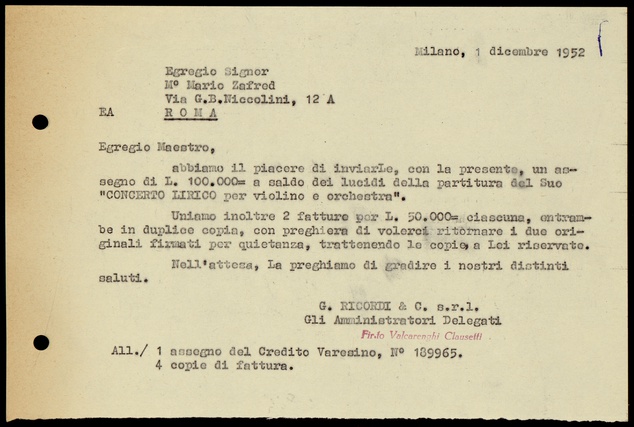 Milano, 1 dicembre 1952
Egregio Signor
M° Mario Zafred
Via G.B.Niccolini, 12 A
EA R O M A
Egregio Maestro,
abbiamo il piacere di inviarLe, con la presente, un as-
segno di L. 100.000= a saldo dei lucidi della partitura del Suo
"CONCERTO LIRICO per violino e orchestra".
Uniamo inoltre 2 fatture per L. 50.000= ciascuna, entram-
be in duplice copia, con preghiera di volerci ritornare i due ori-
ginali firmati per quietanza, trattenendo le copie a Lei riservate.
Nell'attesa, La preghiamo di gradire i nostri distinti
saluti.
G. RICORDI & C. s.r.l.
Gli Amministratori Delegati
Firto Valcarenghi Clausetti
All./ 1 assegno del Credito Varesino, N° 189965.
4 copie di fattura.